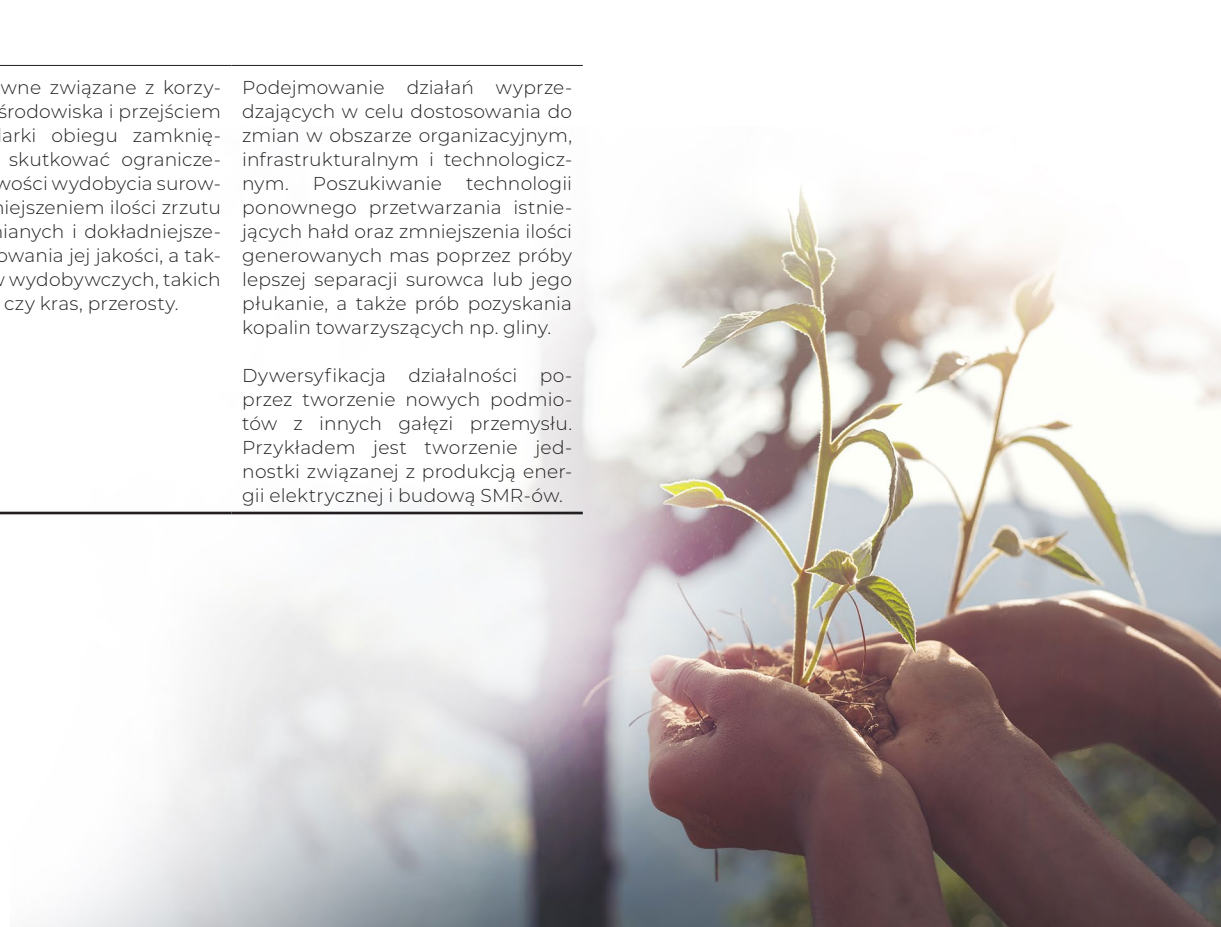 wne związane z korzy-
środowiska i przejściem
arki obiegu zamknię-
skutkować ogranicze-
wości wydobycia surow-
niejszeniem ilości zrzutu
ianych i dokładniejsze-
owania jej jakości, a tak-
w wydobywczych, takich
czy kras, przerosty.
Podejmowanie działań wyprze-
dzających w celu dostosowania do
zmian w obszarze organizacyjnym,
infrastrukturalnym i technologicz-
nym. Poszukiwanie technologii
ponownego przetwarzania istnie-
jących hałd oraz zmniejszenia ilości
generowanych mas poprzez próby
lepszej separacji surowca lub jego
płukanie, a także prób pozyskania
kopalin towarzyszących np. gliny.
Dywersyfikacja działalności po-
przez tworzenie nowych podmio-
tów z innych gałęzi przemysłu.
Przykładem jest tworzenie jed-
nostki związanej z produkcją ener-
gii elektrycznej i budową SMR-ów.